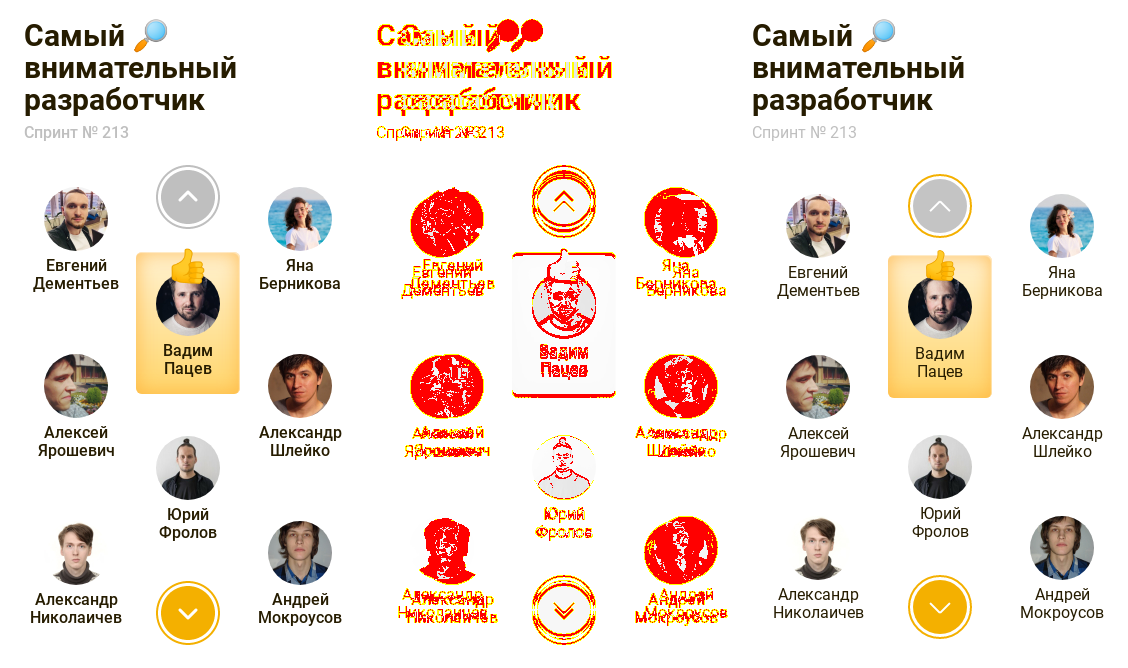 Самый 🔎
внимательный
разработчик
Спринт № 213
Евгений
Дементьев
Яна
Берникова
Вадим
Пацев
Алексей
Ярошевич
Александр
Шлейко
Юрий
Фролов
Александр
Николаичев
Андрей
Мокроусов
Самый
внимательный
разработчик
Спринт № 213
Евгений
Дементьев
Яна
Берникова
Вадим
Пацев
Алексей
Ярошевич
Александр
Шлейко
Юрий
Фролов
Александр
Николаичев
Андрей
Мокроусов
Самый 🔎
внимательный
разработчик
Спринт № 213
Евгений
Дементьев
Яна
Берникова
Вадим
Пацев
Алексей
Ярошевич
Александр
Шлейко
Юрий
Фролов
Александр
Николаичев
Андрей
Мокроусов